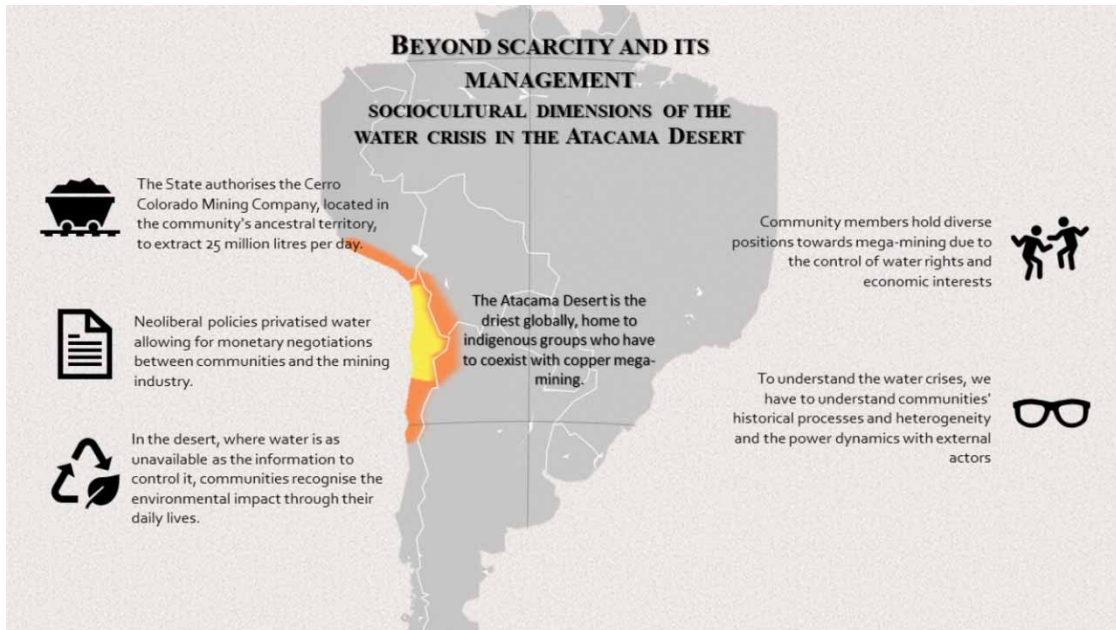 BEYOND SCARCITY AND ITS
MANAGEMENT
SOCIOCULTURAL DIMENSIONS OF THE
WATER CRISIS IN THE ATACAMA DESERT
The State authorises the Cerro
Colorado Mining Company, located in
the community's ancestral territory,
to extract 25 million litres per day.
Neoliberal policies privatised water
allowing for monetary negotiations
between communities and the mining
industry.
In the desert, where water is as
unavailable as the information to
control it, communities recognise the
environmental impact through their
daily lives.
The Atacama Desert is the
driest globally, home to
indigenous groups who have
to coexist with copper mega-
mining.
Community members hold diverse
positions towards mega-mining due to
the control of water rights and
economic interests
To understand the water crises, we
have to understand communities'
historical processes and heterogeneity
and the power dynamics with external
actors